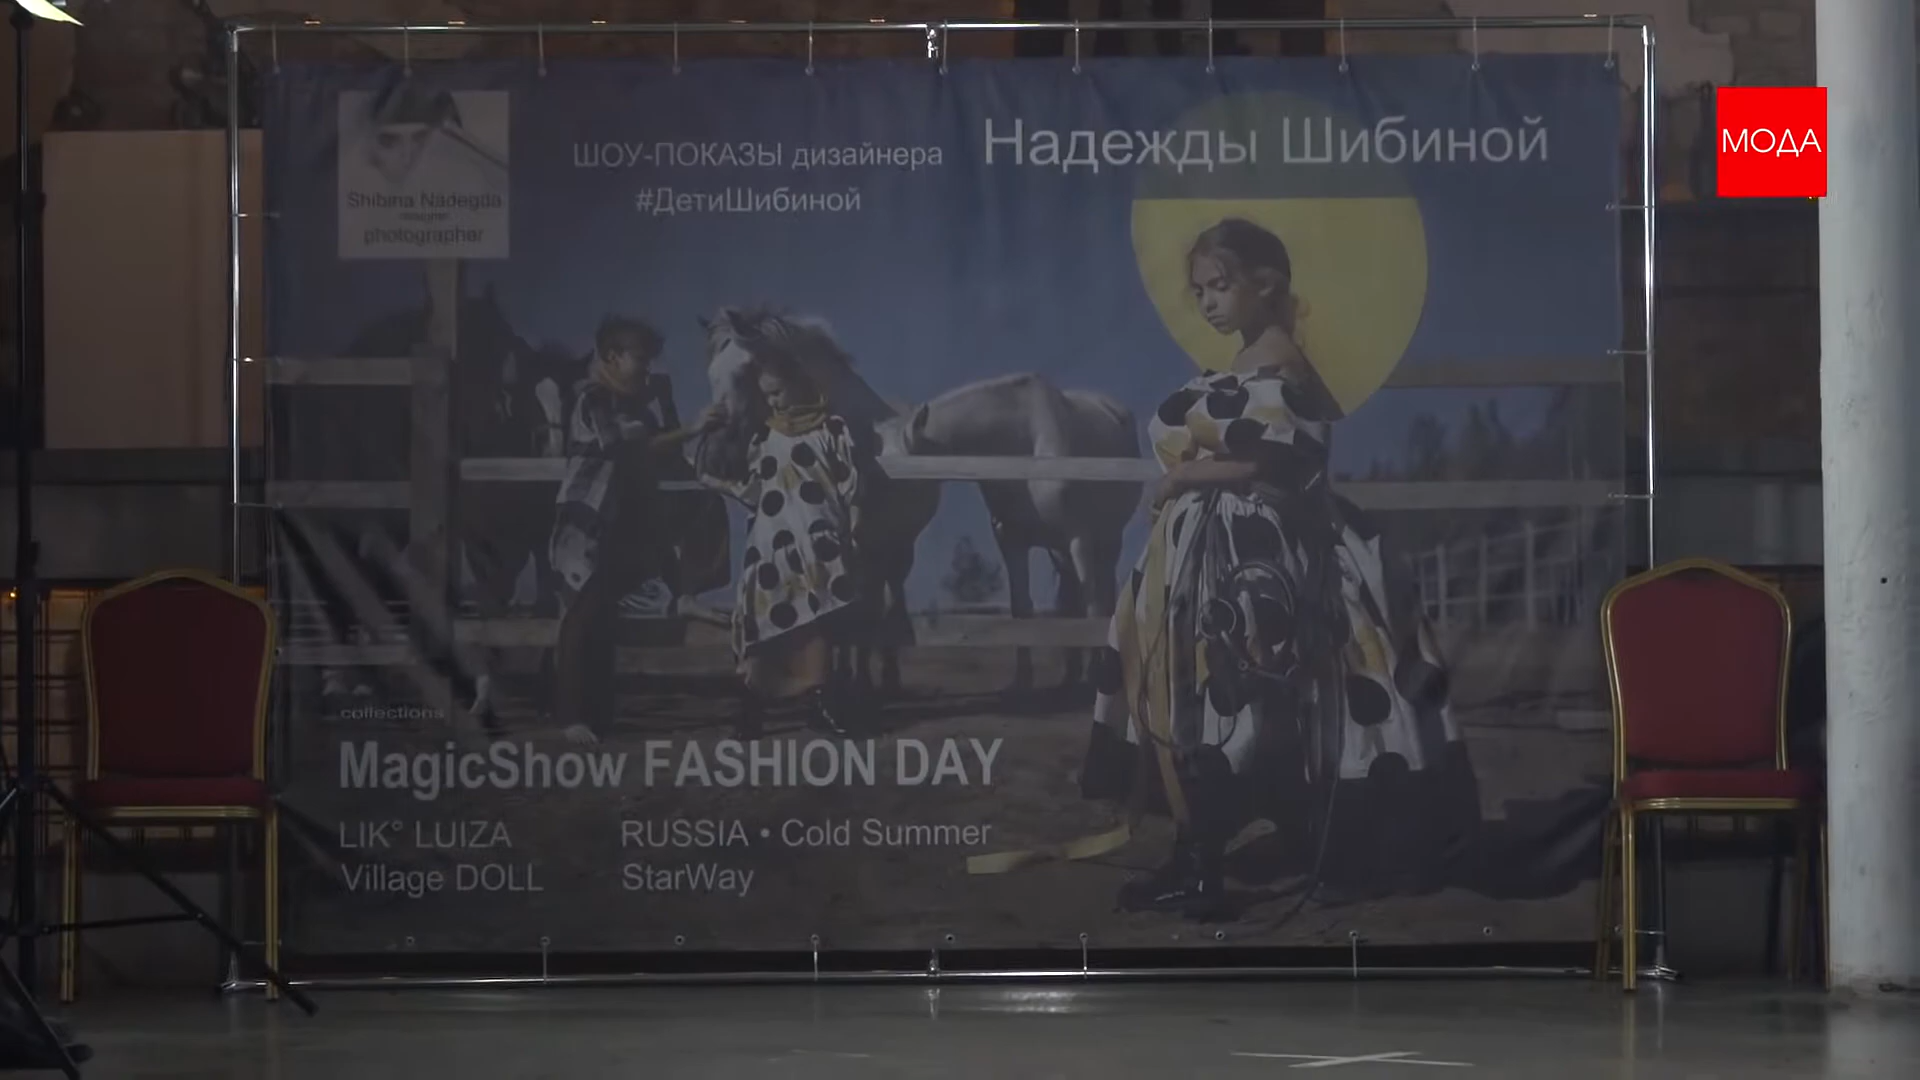 Надежды Шибиной
ШОУ-ПОКАЗЫ дизайнера
#ДетиШибиной
МОДА
Shibina Nadegda
photographer
collections
MagicShow FASHION DAY
LIK° LUIZA
RUSSIA • Cold Summer
Village DOLL
StarWay